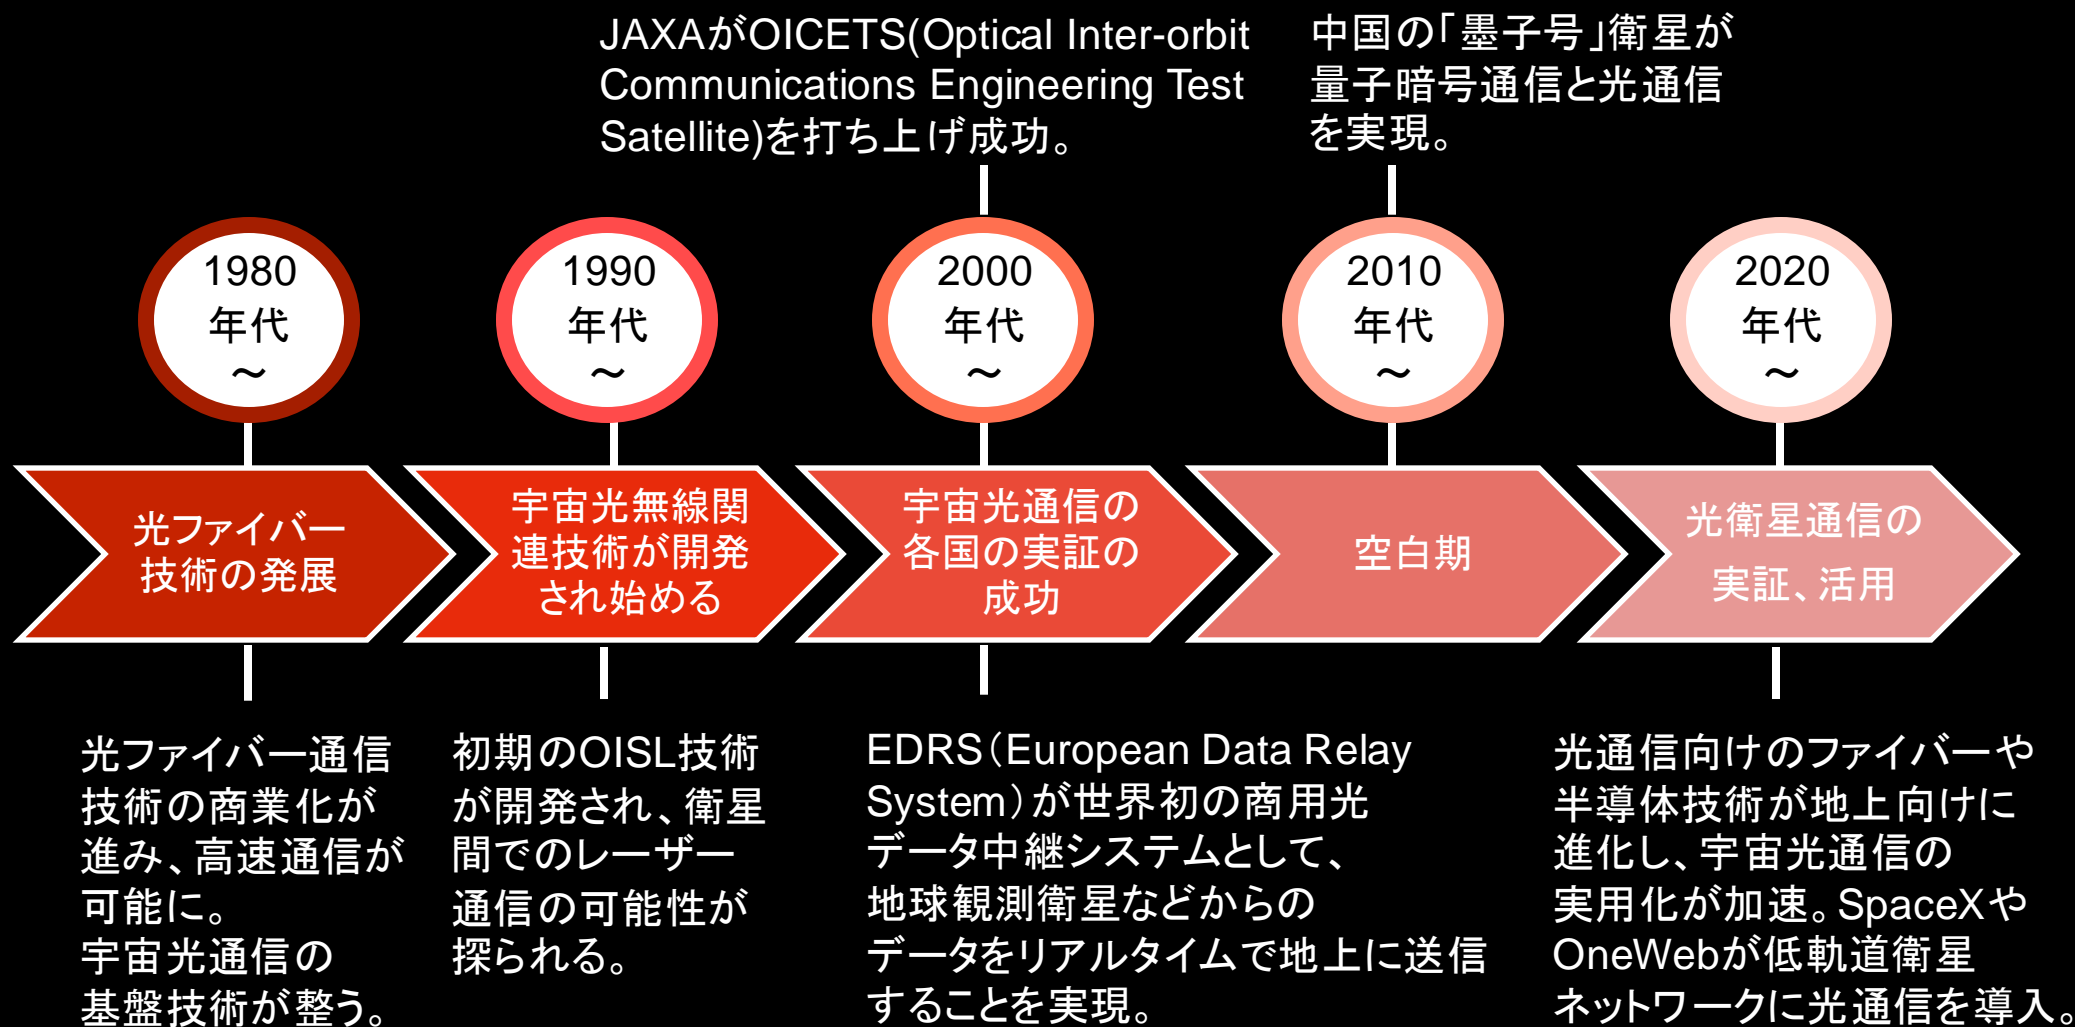 JAXAがOICETS(Optical Inter-orbit
Communications Engineering Test
Satellite)を打ち上げ成功。
中国の「墨子号」衛星が
量子暗号通信と光通信
を実現。
1980
年代
～
1990
年代
～
2000
年代
～
2010
年代
～
2020
年代
～
光ファイバー
技術の発展
宇宙光無線関
連技術が開発
され始める
宇宙光通信の
各国の実証の
成功
空白期
光衛星通信の
実証、活用
光ファイバー通信
技術の商業化が
進み、高速通信が
可能に。
宇宙光通信の
基盤技術が整う。
初期のOISL技術
が開発され、衛星
間でのレーザー
通信の可能性が
探られる。
EDRS（European Data Relay
System）が世界初の商用光
データ中継システムとして、
地球観測衛星などからの
データをリアルタイムで地上に送信
することを実現。
光通信向けのファイバーや
半導体技術が地上向けに
進化し、宇宙光通信の
実用化が加速。SpaceXや
OneWebが低軌道衛星
ネットワークに光通信を導入。